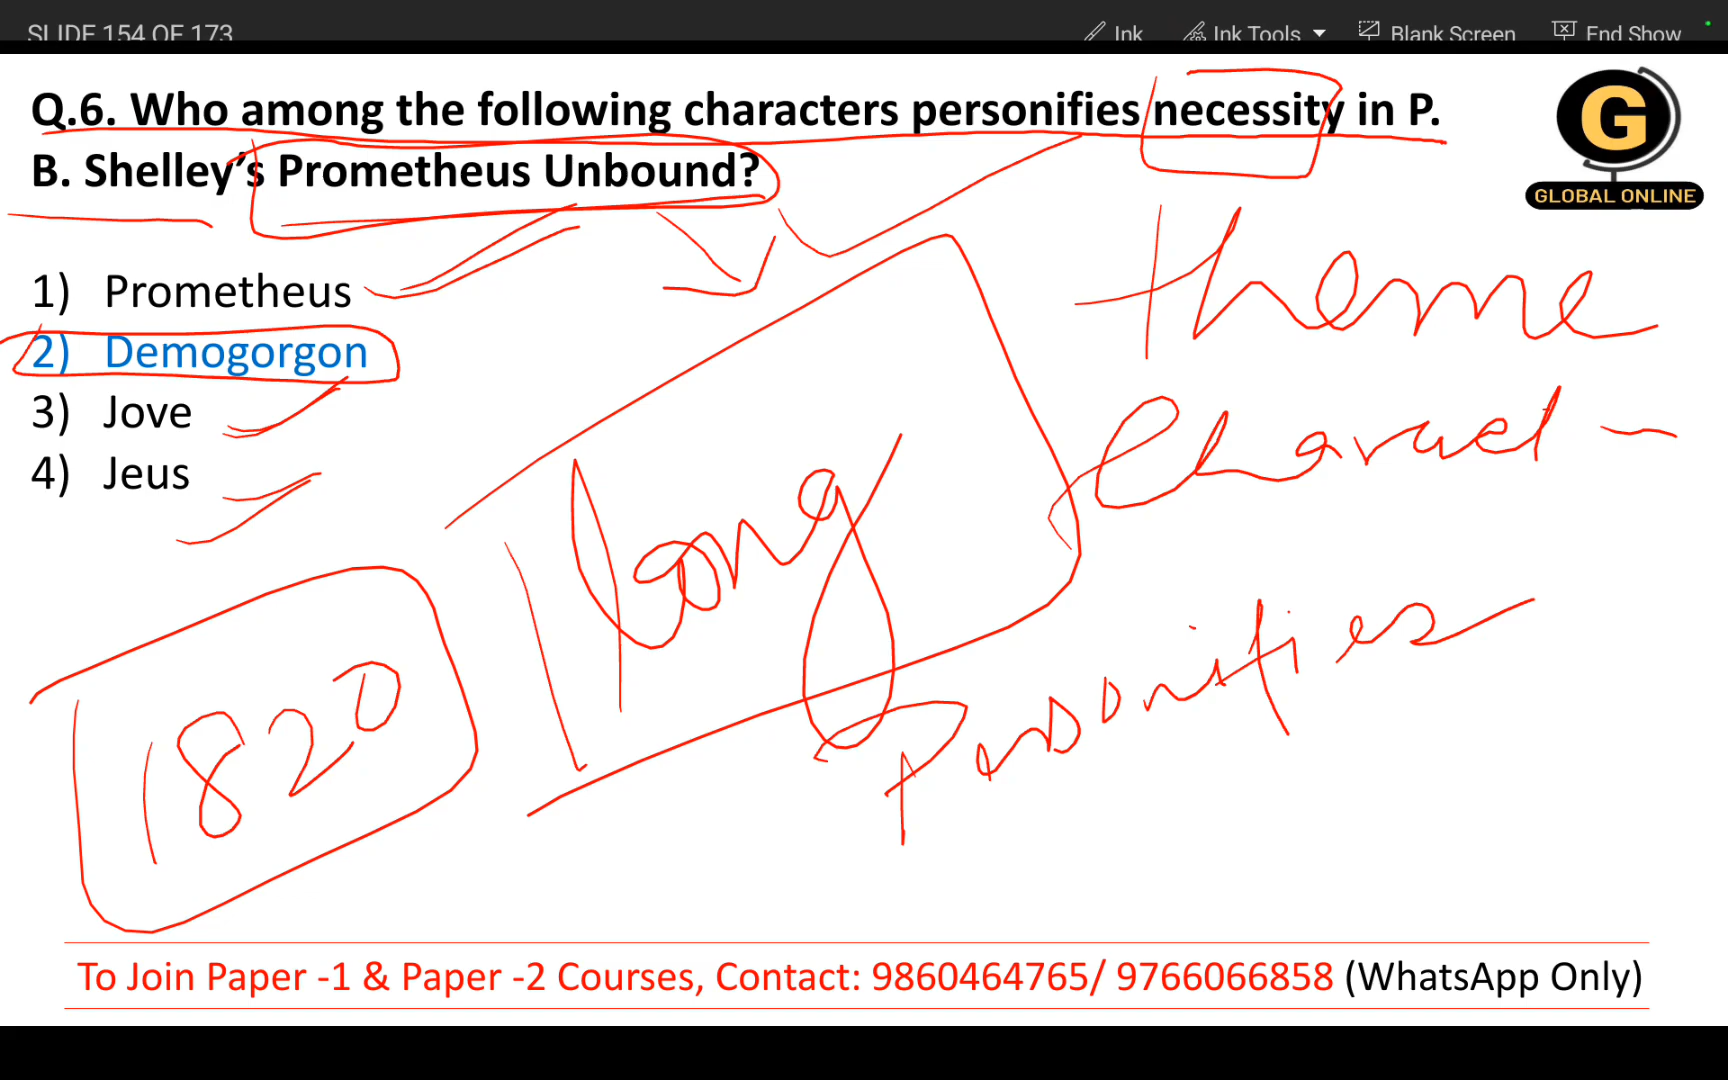 SLIDE 154 OF 173
Ink Ink Tools Blank Screen End Show
Q.6. Who among the following characters personifies necessity in P.
B. Shelley's Prometheus Unbound?
G
GLOBAL ONLINE
1) Prometheus
2) Demogorgon
3) Jove
4) Jeus
theme
long
Personifies
1820
To Join Paper -1 & Paper -2 Courses, Contact: 9860464765/ 9766066858 (WhatsApp Only)